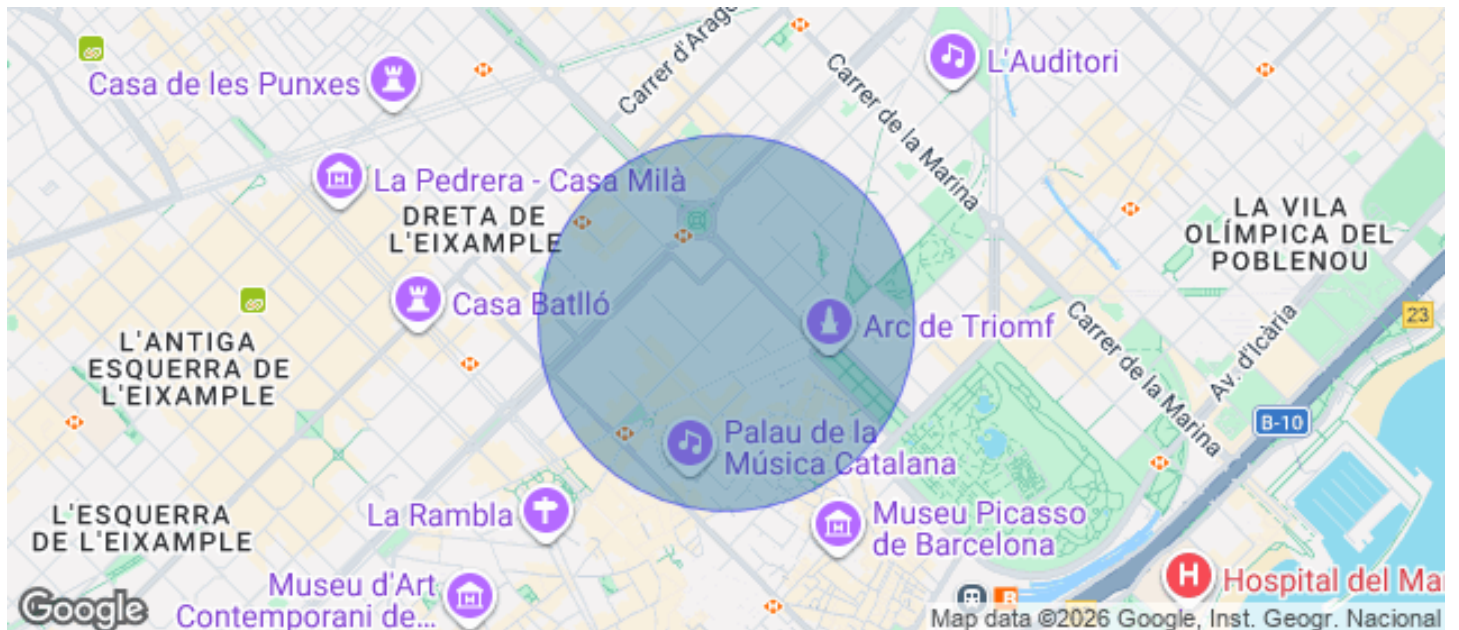 Casa de les Punxes
Carrer d'Arago
L'Auditori
Carrer de la Marina
La Pedrera - Casa Milà
DRETA DE
L'EIXAMPLE
LA VILA
OLÍMPICA DEL
POBLENOU
Casa Batlló
Arc de Triomf
23
L'ANTIGA
ESQUERRA DE
L'EIXAMPLE
Carrer de la Marina
Av. d'Icària
B-10
Palau de la
Música Catalana
L'ESQUERRA
DE L'EIXAMPLE
La Rambla
Museu Picasso
de Barcelona
H
Hospital del Mar
Museu d'Art
Contemporani de...
R
Google
Map data ©2026 Google, Inst. Geogr. Nacional